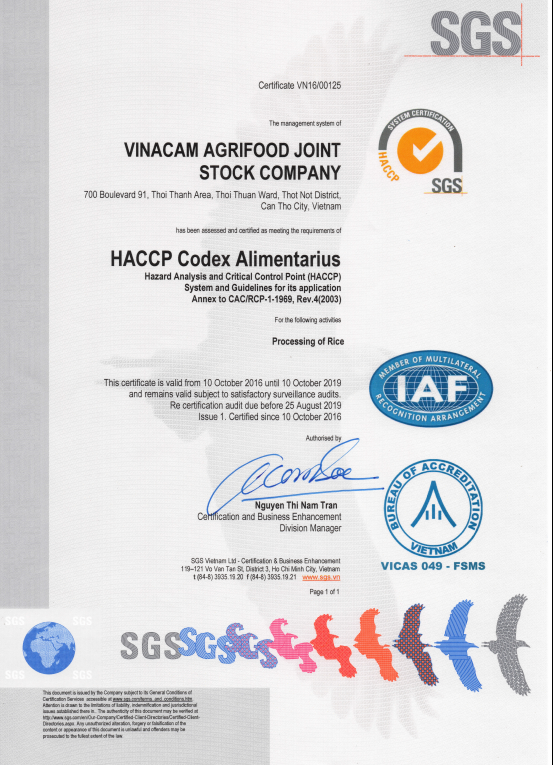 SGS
Certificate VN16/00125
The management system of
VINACAM AGRIFOOD JOINT
STOCK COMPANY
700 Boulevard 91, Thoi Thanh Area, Thoi Thuan Ward, Thot Not District,
Can Tho City, Vietnam
has been assessed and certified as meeting the requirements of
HACCP Codex Alimentarius
Hazard Analysis and Critical Control Point (HACCP)
System and Guidelines for its application
Annex to CAC/RCP-1-1969, Rev.4(2003)
For the following activities
Processing of Rice
This certificate is valid from 10 October 2016 until 10 October 2019
and remains valid subject to satisfactory surveillance audits.
Re certification audit due before 25 August 2019
Issue 1. Certified since 10 October 2016
Authorised by
Nguyen Thi Nam Tran
Certification and Business Enhancement
Division Manager
SGS Vietnam Ltd - Certification & Business Enhancement
119–121 Vo Van Tan St, District 3, Ho Chi Minh City, Vietnam
t (84-8) 3935.19.20 f (84-8) 3935.19.21 www.sgs.vn
Page 1 of 1
SYSTEM CERTIFICATION
HACCP
SGS
MEMBER OF MULTILATERAL
IAF
RECOGNITION ARRANGEMENT
BUREAU OF ACCREDITATION
VIETNAM
VICAS 049 - FSMS
SGS SGS
SGS SGS
SGS SGS SGS SGS
This document is issued by the Company subject to its General Conditions of
Certification Services accessible at www.sgs.com/terms_and_conditions.htm.
Attention is drawn to the limitations of liability, indemnification and jurisdictional
issues established therein. The authenticity of this document may be verified at
http://www.sgs.com/en/Our-Company/Certified-Client-Directories/Certified-Client-
Directories.aspx. Any unauthorized alteration, forgery or falsification of the
content or appearance of this document is unlawful and offenders may be
prosecuted to the fullest extent of the law.